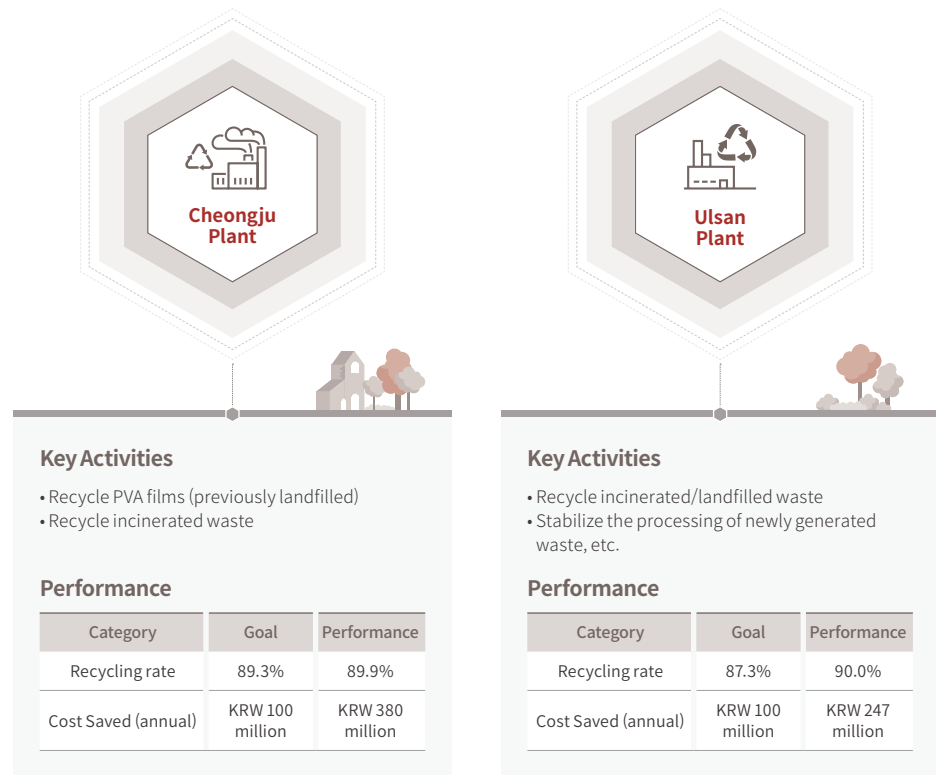 Cheongju
Plant
Key Activities
• Recycle PVA films (previously landfilled)
• Recycle incinerated waste
Performance
Category Goal Performance
Recycling rate 89.3% 89.9%
Cost Saved (annual) KRW 100 million KRW 380 million
Ulsan
Plant
Key Activities
• Recycle incinerated/landfilled waste
• Stabilize the processing of newly generated
waste, etc.
Performance
Category Goal Performance
Recycling rate 87.3% 90.0%
Cost Saved (annual) KRW 100 million KRW 247 million